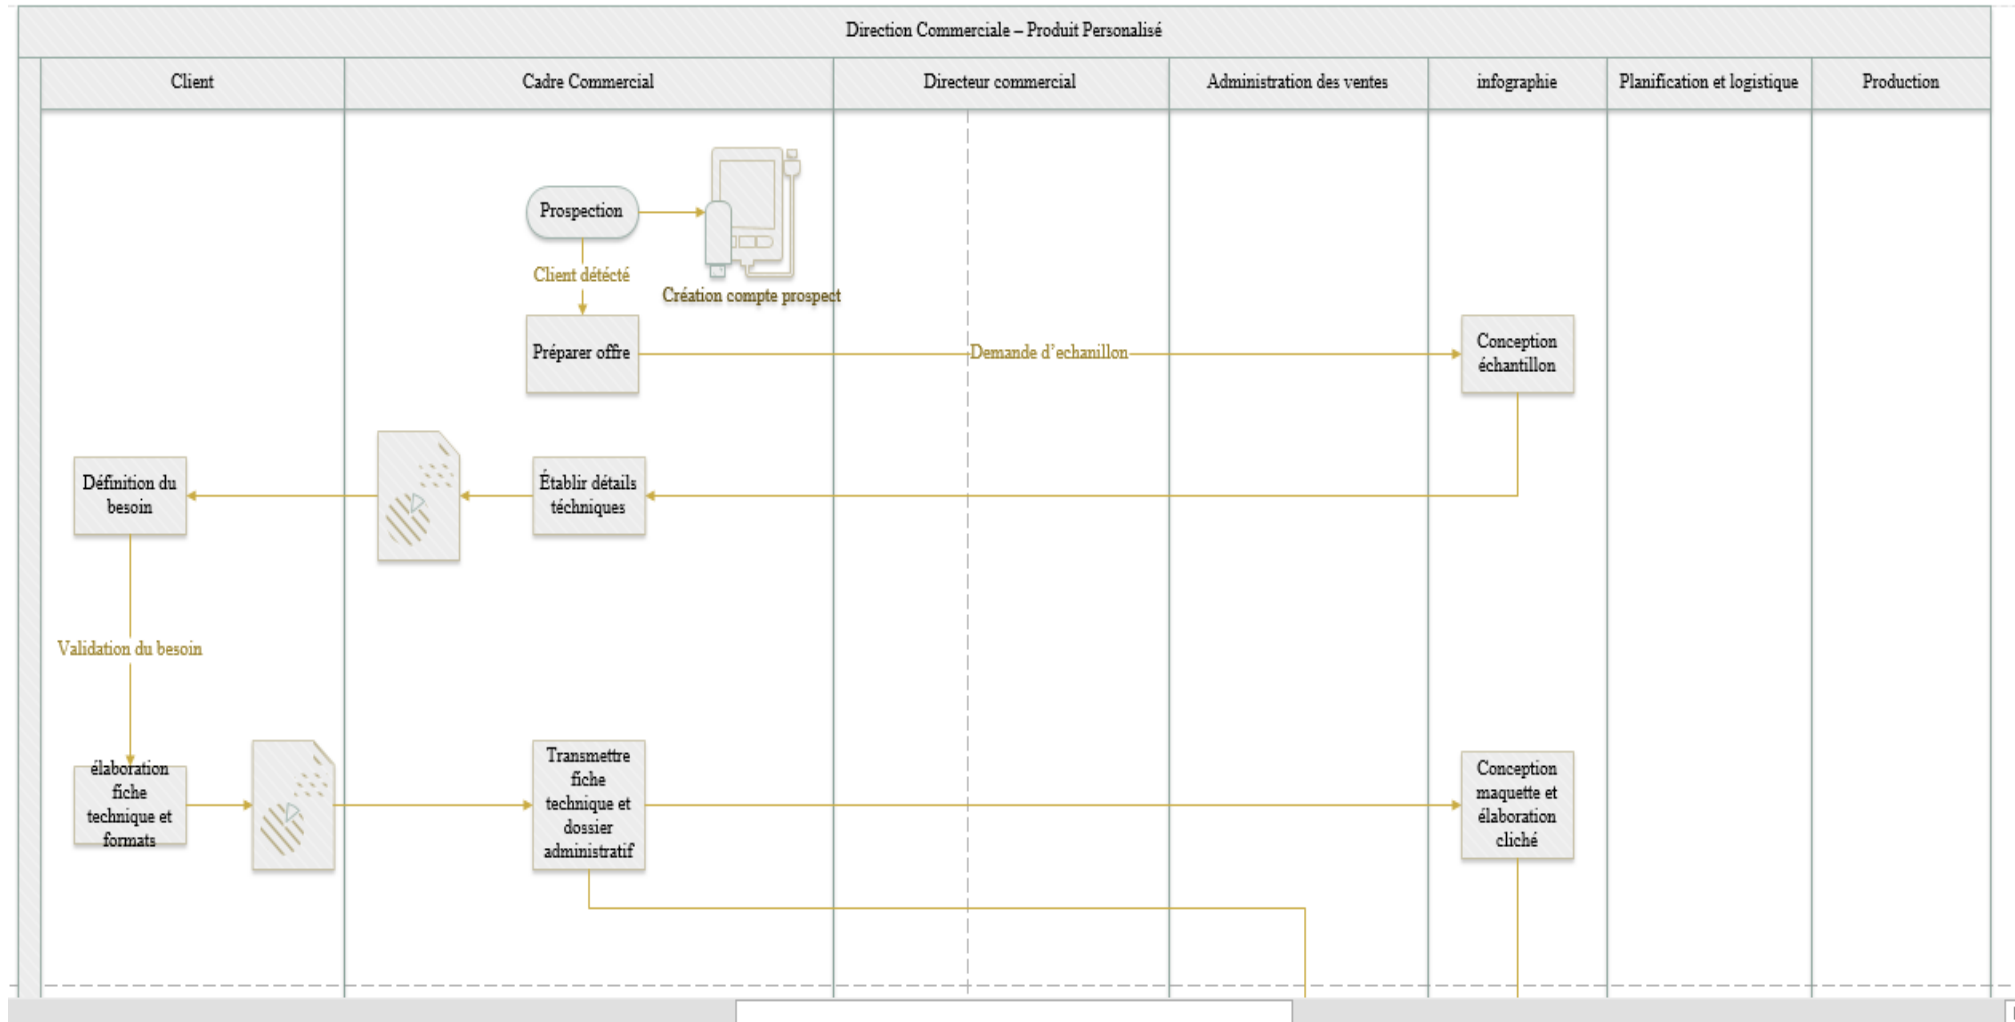 Direction Commerciale – Produit Personalisé
Client
Cadre Commercial
Directeur commercial
Administration des ventes
infographie
Planification et logistique
Production
Prospection
Client détécté
Création compte prospect
Préparer offre
Demande d'echanillon
Conception
échantillon
Définition du
besoin
Établir détails
téchniques
Validation du besoin
élaboration
fiche
technique et
formats
Transmettre
fiche
technique et
dossier
administratif
Conception
maquette et
élaboration
cliché